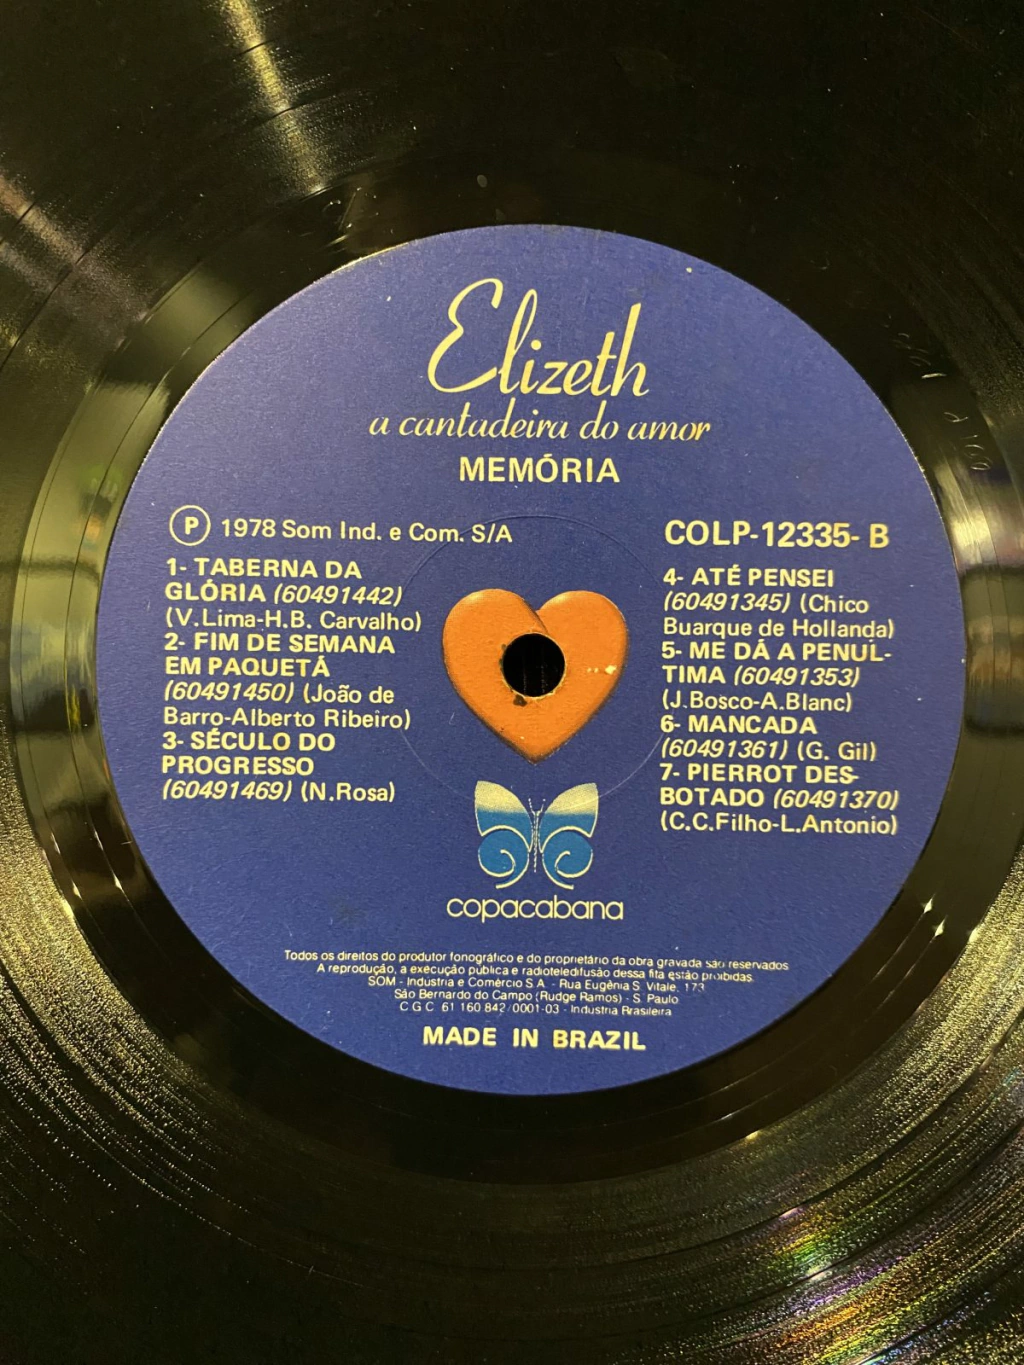 Elizeth
a cantadeira do amor
MEMÓRIA
P 1978 Som Ind. e Com. S/A
COLP-12335- B
1- TABERNA DA
GLÓRIA (60491442)
(V.Lima-H.B. Carvalho)
2- FIM DE SEMANA
EM PAQUETÁ
(60491450) (João de
Barro-Alberto Ribeiro)
3- SÉCULO DO
PROGRESSO
(60491469) (N.Rosa)
4- ATÉ PENSEI
(60491345) (Chico
Buarque de Hollanda)
5- ME DÁ A PENUL-
TIMA (60491353)
(J.Bosco-A.Blanc)
6- MANCADA
(60491361) (G. Gil)
7- PIERROT DES-
BOTADO (60491370)
(C.C.Filho-L.Antonio)
copacabana
Todos os direitos do produtor fonográfico e do proprietário da obra gravada são reservados
A reprodução, a execução pública e radioteledifusão dessa fita estão proibidas.
SOM - Industria e Comércio S.A. - Rua Eugênia S. Vitale, 173
São Bernardo do Campo (Rudge Ramos) - S. Paulo
C G C 61 160 842/0001-03 - Industria Brasileira
MADE IN BRAZIL